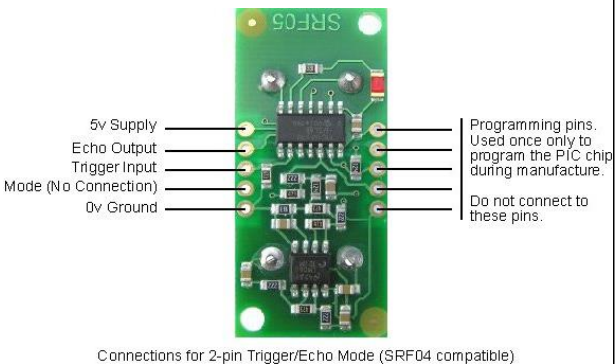 SRF05
5v Supply
Echo Output
Trigger Input
Mode (No Connection)
0v Ground
Programming pins.
Used once only to
program the PIC chip
during manufacture.
Do not connect to
these pins.
Connections for 2-pin Trigger/Echo Mode (SRF04 compatible)